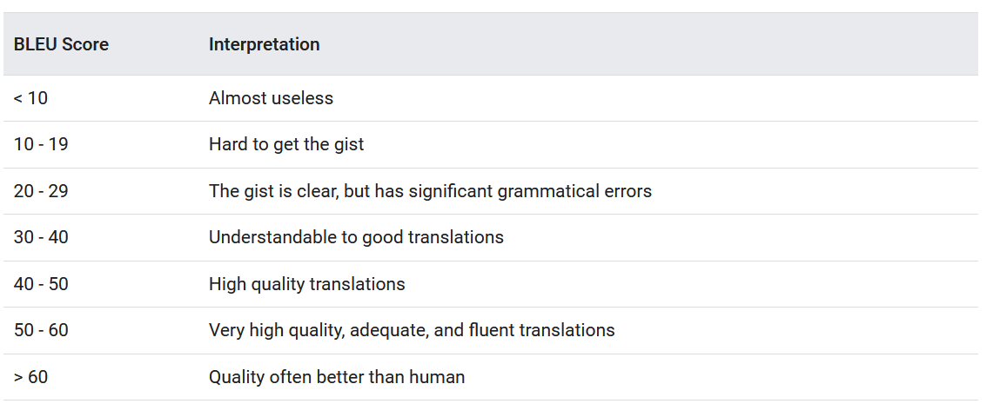 BLEU Score Interpretation
< 10 Almost useless
10 - 19 Hard to get the gist
20 - 29 The gist is clear, but has significant grammatical errors
30 - 40 Understandable to good translations
40 - 50 High quality translations
50 - 60 Very high quality, adequate, and fluent translations
> 60 Quality often better than human